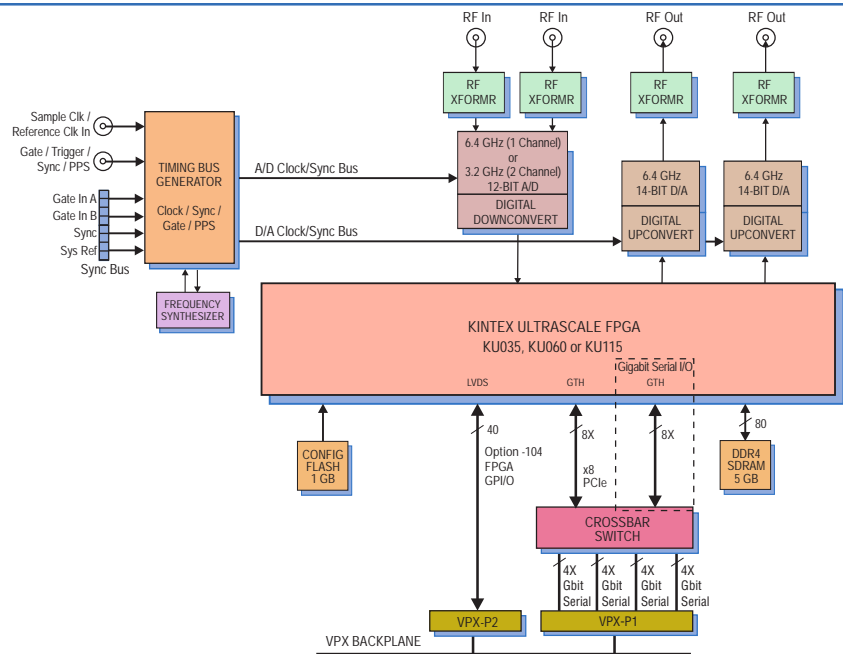 RF In
RF In
RF Out
RF Out
RF
XFORMR
RF
XFORMR
RF
XFORMR
RF
XFORMR
Sample Clk /
Reference Clk In
Gate / Trigger /
Sync / PPS
Gate In A
Gate In B
Sync
Sys Ref
Sync Bus
TIMING BUS
GENERATOR
Clock / Sync /
Gate / PPS
A/D Clock/Sync Bus
D/A Clock/Sync Bus
6.4 GHz (1 Channel)
or
3.2 GHz (2 Channel)
12-BIT A/D
DIGITAL
DOWNCONVERT
6.4 GHz
14-BIT D/A
DIGITAL
UPCONVERT
6.4 GHz
14-BIT D/A
DIGITAL
UPCONVERT
FREQUENCY
SYNTHESIZER
KINTEX ULTRASCALE FPGA
KU035, KU060 or KU115
Gigabit Serial I/O
LVDS
GTH
GTH
CONFIG
FLASH
1 GB
40
Option -104
FPGA
GPI/O
8X
x8
PCIe
8X
80
DDR4
SDRAM
5 GB
CROSSBAR
SWITCH
4X
Gbit
Serial
4X
Gbit
Serial
4X
Gbit
Serial
4X
Gbit
Serial
VPX-P2
VPX-P1
VPX BACKPLANE